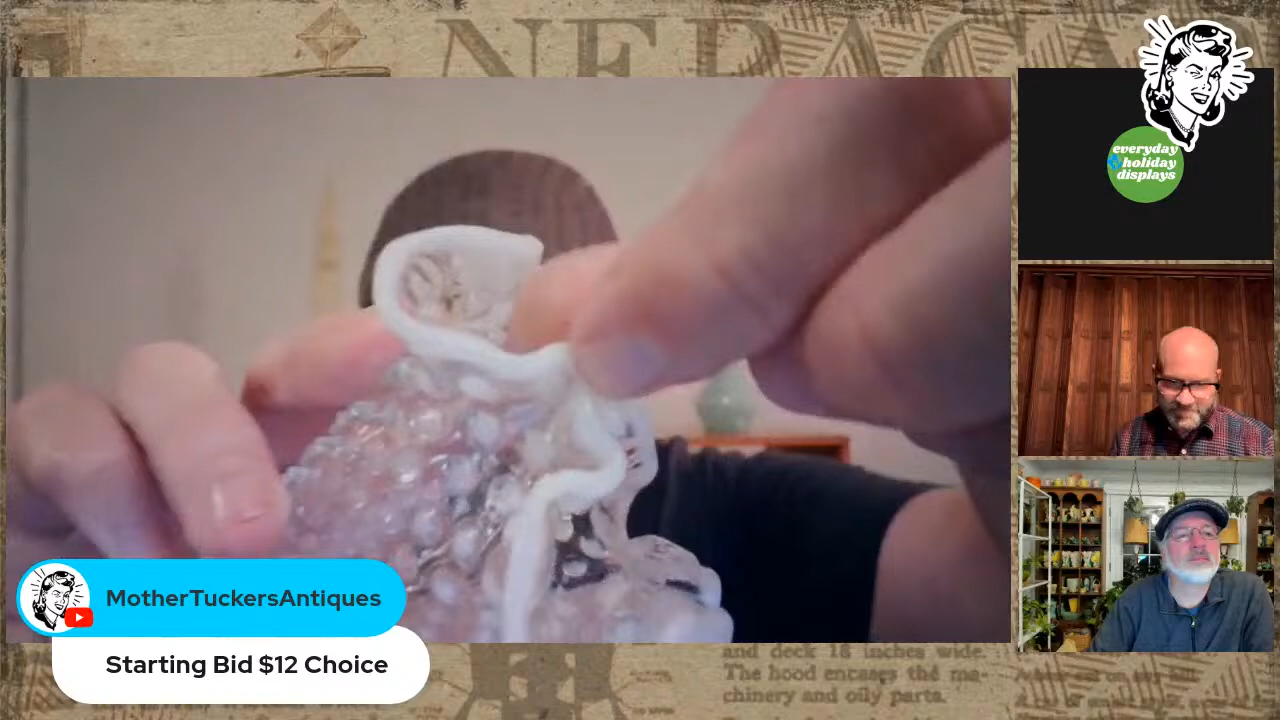 NEPACCA
everyday
holiday
displays
MotherTuckersAntiques
Starting Bid $12 Choice
and deck 18 inches wide.
The hood encases the ma-
chinery and oily parts.